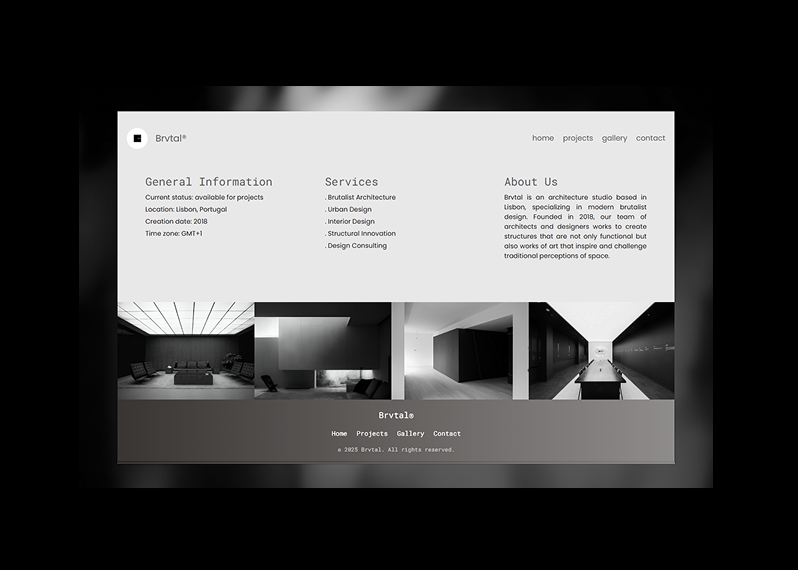 Brvtal®
home projects gallery contact
General Information
Current status: available for projects
Location: Lisbon, Portugal
Creation date: 2018
Time zone: GMT+1
Services
. Brutalist Architecture
. Urban Design
. Interior Design
. Structural Innovation
. Design Consulting
About Us
Brvtal is an architecture studio based in
Lisbon, specializing in modern brutalist
design. Founded in 2018, our team of
architects and designers works to create
structures that are not only functional but
also works of art that inspire and challenge
traditional perceptions of space.
Brvtal®
Home Projects Gallery Contact
© 2025 Brvtal. All rights reserved.